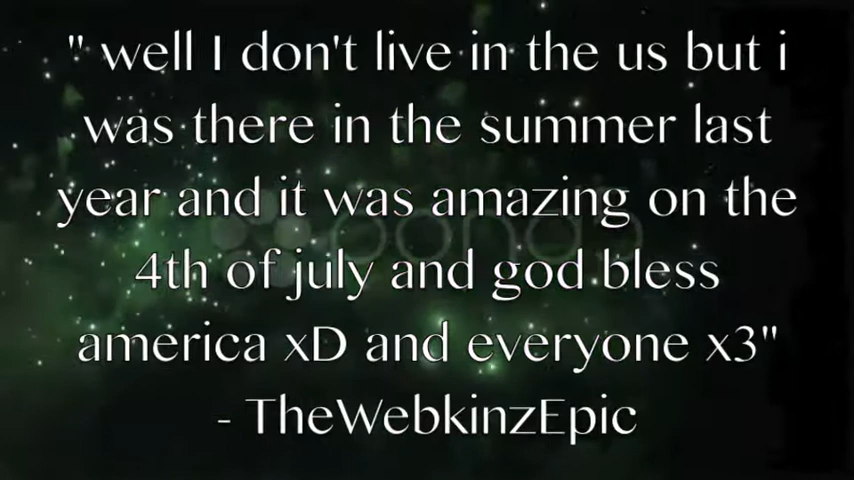 " well I don't live in the us but i
was there in the summer last
year and it was amazing on the
4th of july and god bless
america xD and everyone x3"
- TheWebkinzEpic
pond5